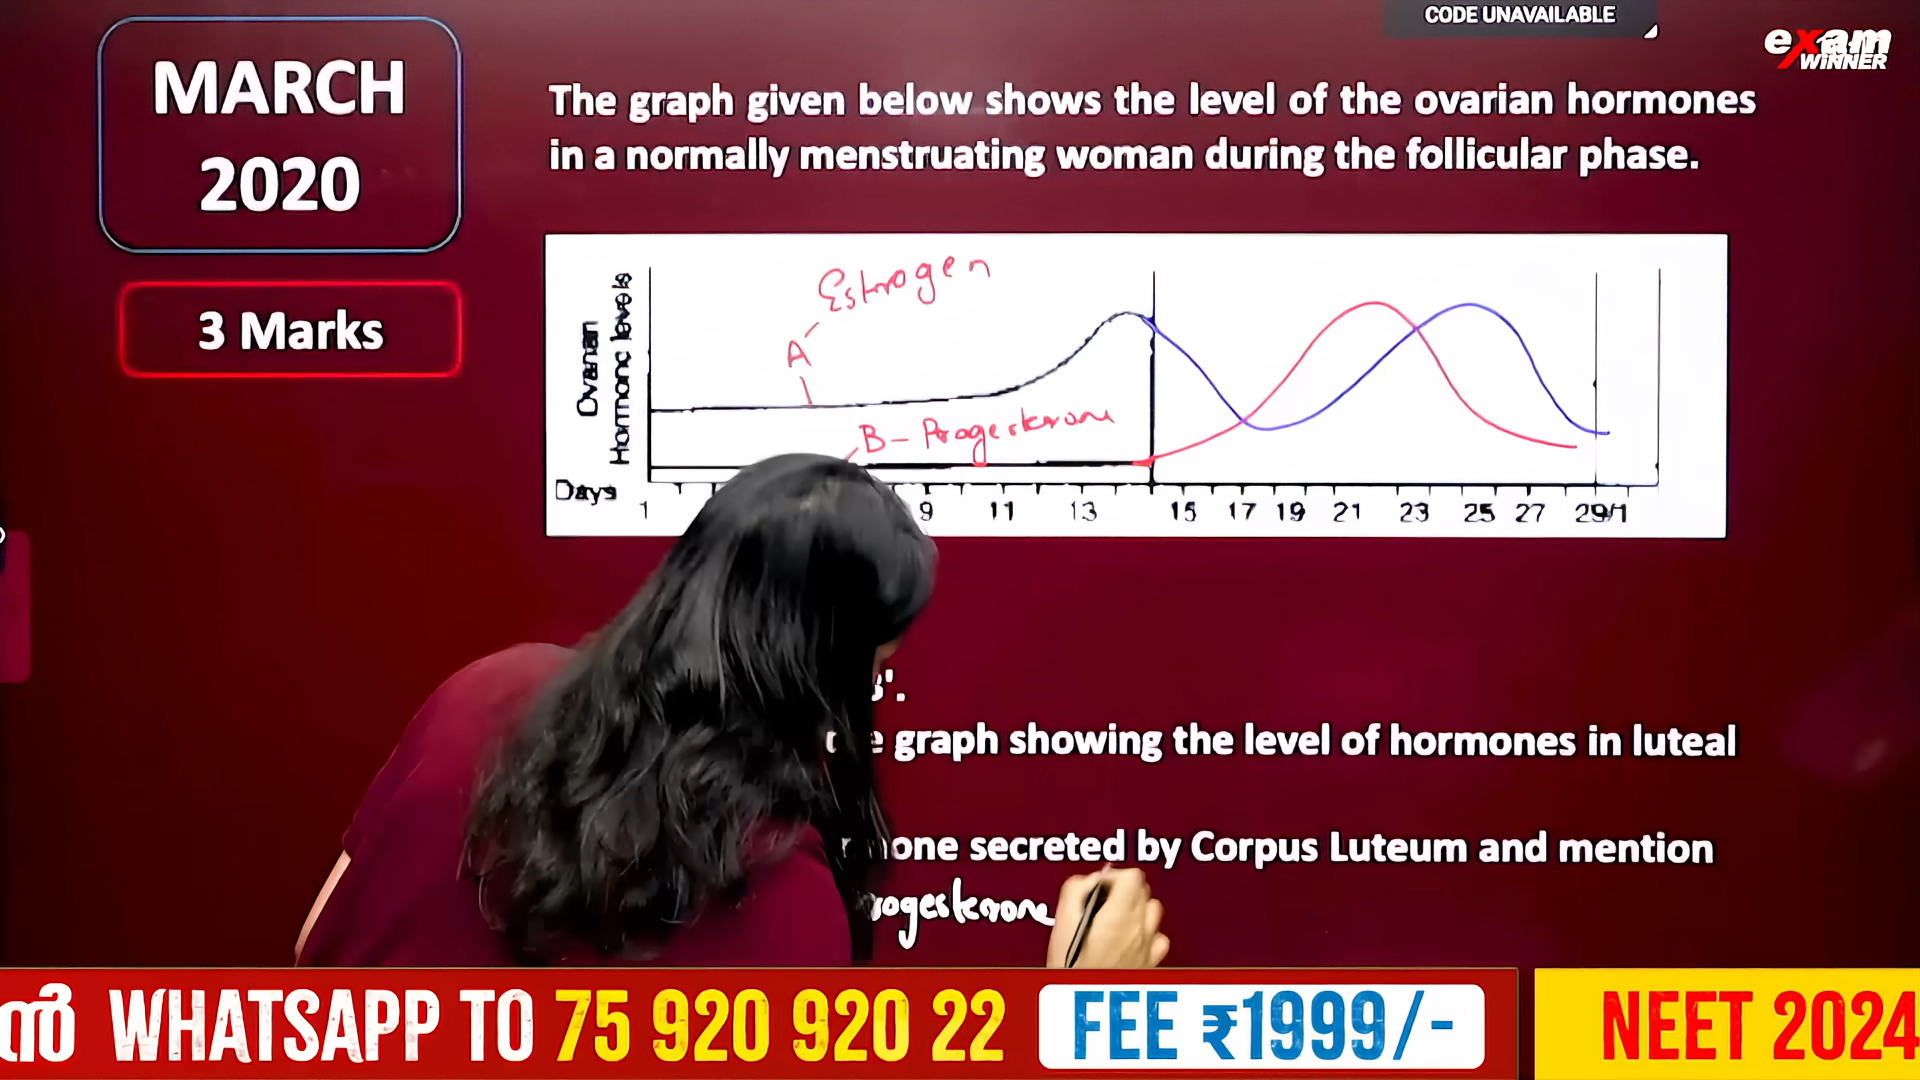 CODE UNAVAILABLE
exam
WINNER
MARCH
2020
3 Marks
The graph given below shows the level of the ovarian hormones
in a normally menstruating woman during the follicular phase.
Ovarian
Hormone levels
Estrogen
A
B - Progesterone
Days
1 9 11 13 15 17 19 21 23 25 27 29/1
graph showing the level of hormones in luteal
secreted by Corpus Luteum and mention
ൻ WHATSAPP TO 75 920 920 22 FEE ₹1999/- NEET 2024